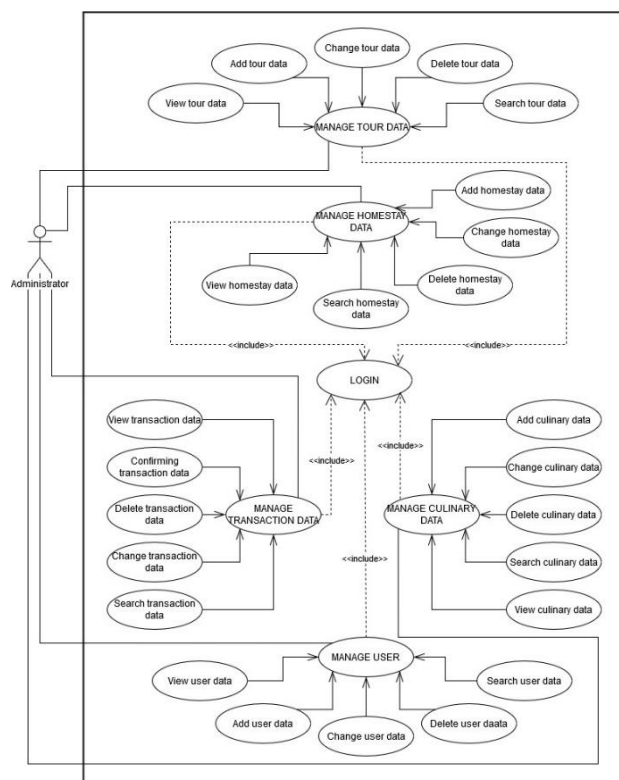 Change tour data
Add tour data
Delete tour data
View tour data
Search tour data
MANAGE TOUR DATA
Add homestay data
MANAGE HOMESTAY
DATA
Change homestay
data
Administrator
View homestay data
Delete homestay
data
Search homestay
data
<<include>>
<<include>>
LOGIN
View transaction data
Add culinary data
<<include>>
<<include>>
Confirming
transaction data
Change culinary data
MANAGE
TRANSACTION DATA
MANAGE CULINARY
DATA
Delete transaction
data
Delete culinary data
<<include>>
Change transaction
data
Search culinary data
Search transaction
data
View culinary data
MANAGE USER
View user data
Search user data
Add user data
Delete user daata
Change user data